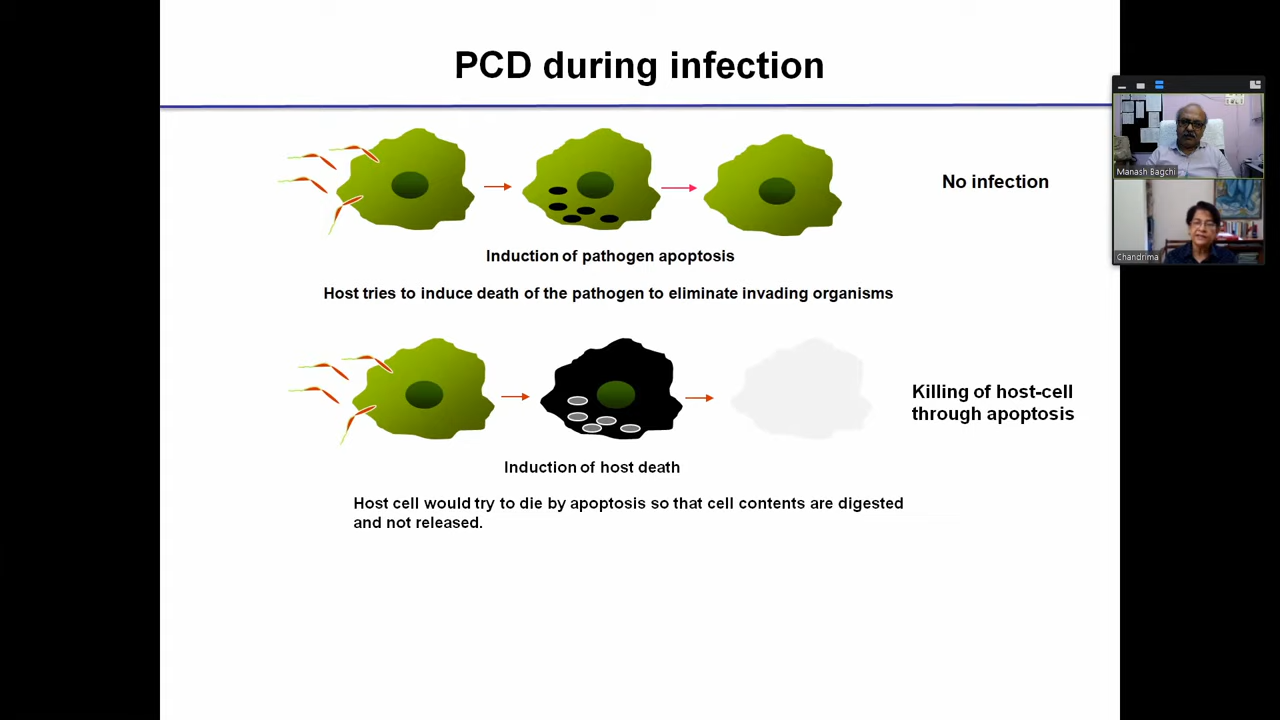 PCD during infection
No infection
Induction of pathogen apoptosis
Host tries to induce death of the pathogen to eliminate invading organisms
Killing of host-cell
through apoptosis
Induction of host death
Host cell would try to die by apoptosis so that cell contents are digested
and not released.
Manash Bagchi
Chandrima